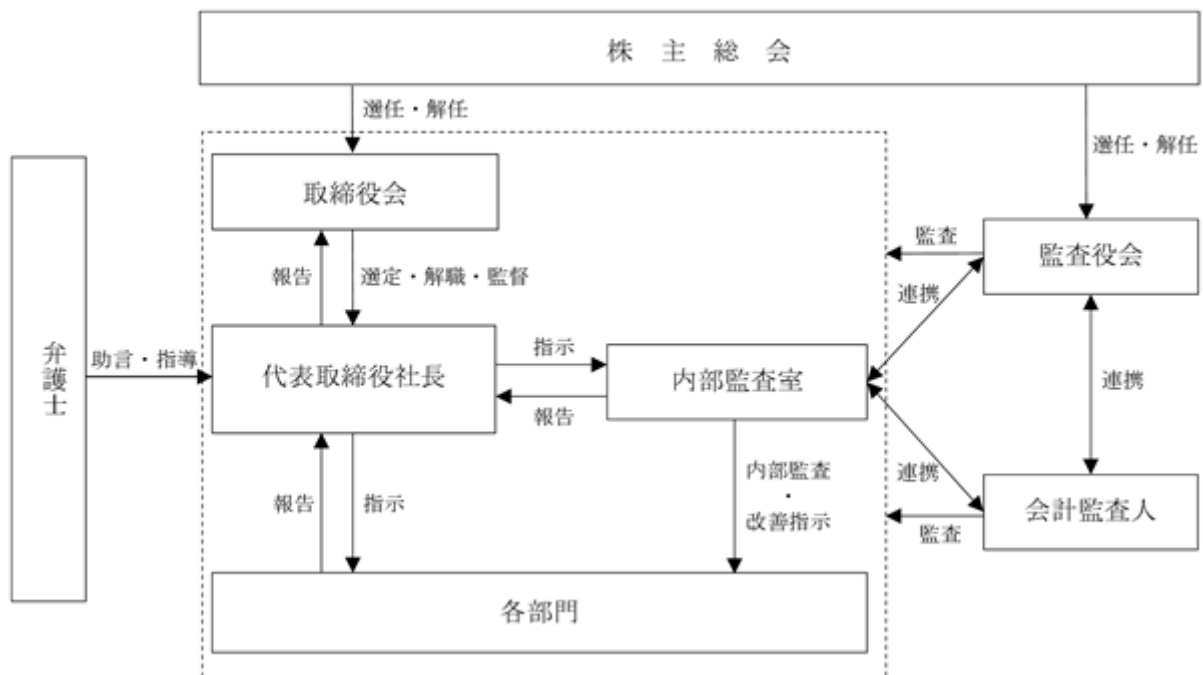 株主総会
選任・解任
選任・解任
取締役会
監査
監査役会
報告
選定・解職・監督
連携
弁護士
助言・指導
代表取締役社長
指示
報告
内部監査室
連携
報告
指示
内部監査
・
改善指示
連携
監査
会計監査人
各部門